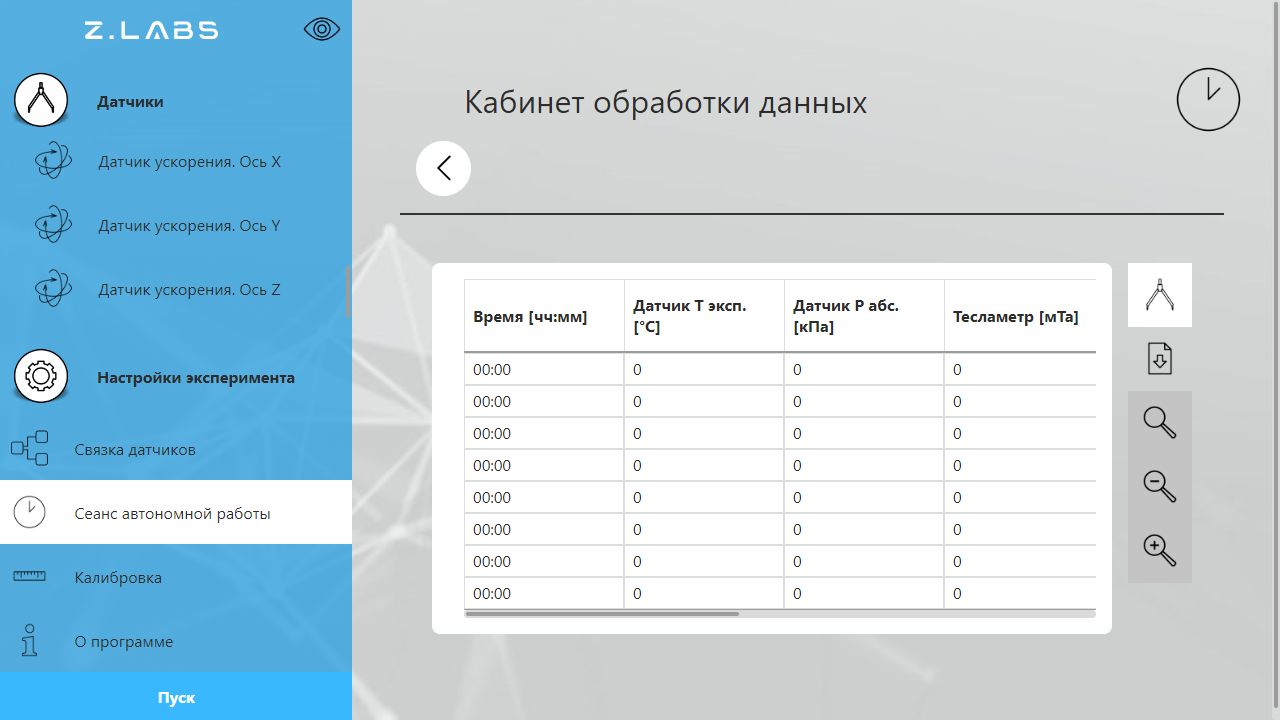 Z.LABS
Датчики
Датчик ускорения. Ось X
Датчик ускорения. Ось Y
Датчик ускорения. Ось Z
Настройки эксперимента
Связка датчиков
Сеанс автономной работы
Калибровка
О программе
Пуск
Кабинет обработки данных
Время [чч:мм] Датчик T эксп. [°C] Датчик P абс. [кПа] Тесламетр [мТа]
00:00 0 0 0
00:00 0 0 0
00:00 0 0 0
00:00 0 0 0
00:00 0 0 0
00:00 0 0 0
00:00 0 0 0
00:00 0 0 0